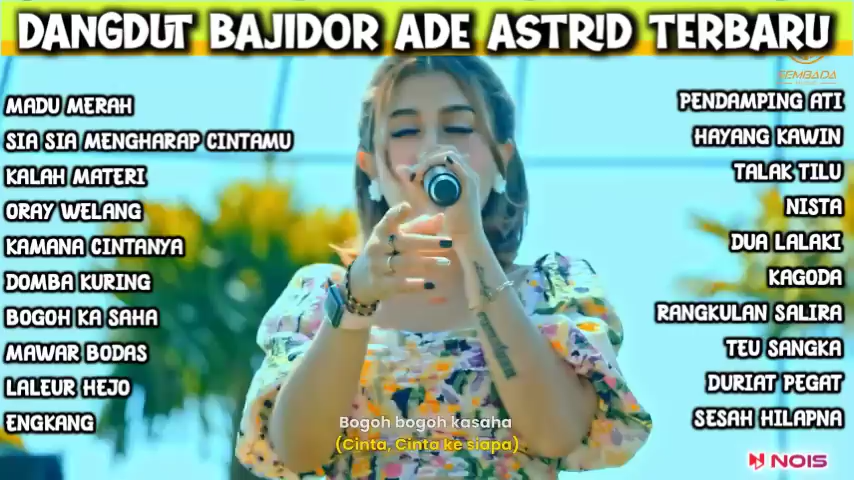 DANGDUT BAJIDOR ADE ASTRID TERBARU
TEMBADA
MADU MERAH
SIA SIA MENGHARAP CINTAMU
KALAH MATERI
ORAY WELANG
KAMANA CINTANYA
DOMBA KURING
BOGOH KA SAHA
MAWAR BODAS
LALEUR HEJO
ENGKANG
PENDAMPING ATI
HAYANG KAWIN
TALAK TILU
NISTA
DUA LALAKI
KAGODA
RANGKULAN SALIRA
TEU SANGKA
DURIAT PEGAT
SESAH HILAPNA
Bogoh bogoh kasaha
(Cinta, Cinta ke siapa)
NOIS